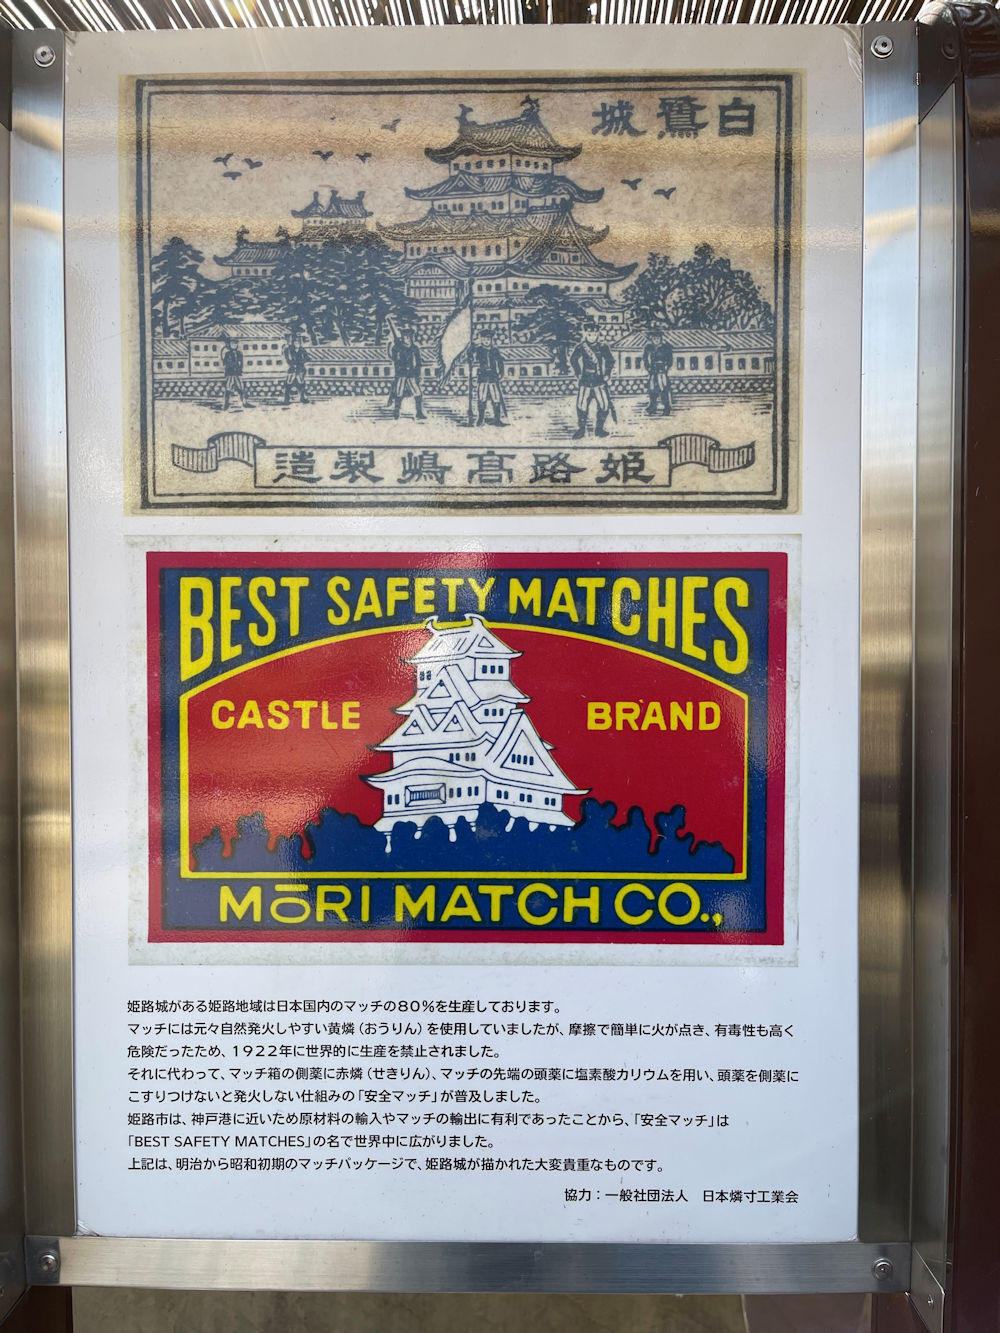 白鷺城
姫路髙嶋製造
BEST SAFETY MATCHES
CASTLE BRAND
MŌRI MATCH CO.,
姫路城がある姫路地域は日本国内のマッチの80%を生産しております。
マッチには元々自然発火しやすい黄燐(おうりん)を使用していましたが、摩擦で簡単に火が点き、有毒性も高く
危険だったため、1922年に世界的に生産を禁止されました。
それに代わって、マッチ箱の側薬に赤燐(せきりん)、マッチの先端の頭薬に塩素酸カリウムを用い、頭薬を側薬に
こすりつけないと発火しない仕組みの「安全マッチ」が普及しました。
姫路市は、神戸港に近いため原材料の輸入やマッチの輸出に有利であったことから、「安全マッチ」は
「BEST SAFETY MATCHES」の名で世界中に広がりました。
上記は、明治から昭和初期のマッチパッケージで、姫路城が描かれた大変貴重なものです。
協力:一般社団法人　日本燐寸工業会